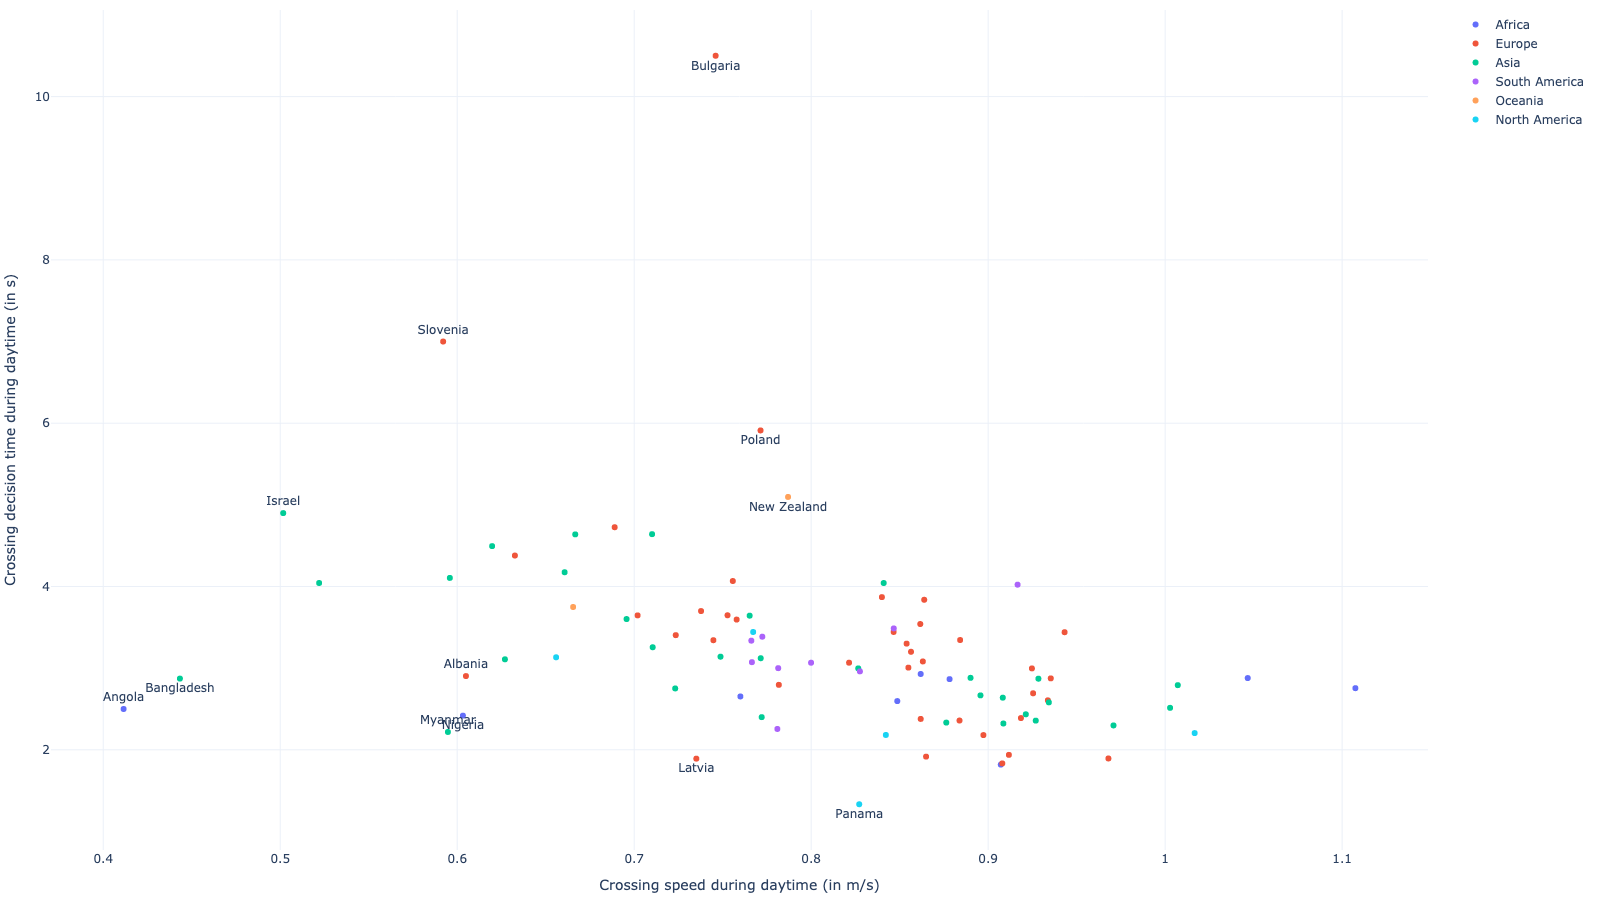 Africa
Europe
Asia
South America
Oceania
North America
Bulgaria
10
8
Slovenia
6
Poland
Israel
New Zealand
4
Albania
Bangladesh
Angola
Myanmar
Nigeria
2
Latvia
Panama
0.4
0.5
0.6
0.7
0.8
0.9
1
1.1
Crossing speed during daytime (in m/s)
Crossing decision time during daytime (in s)